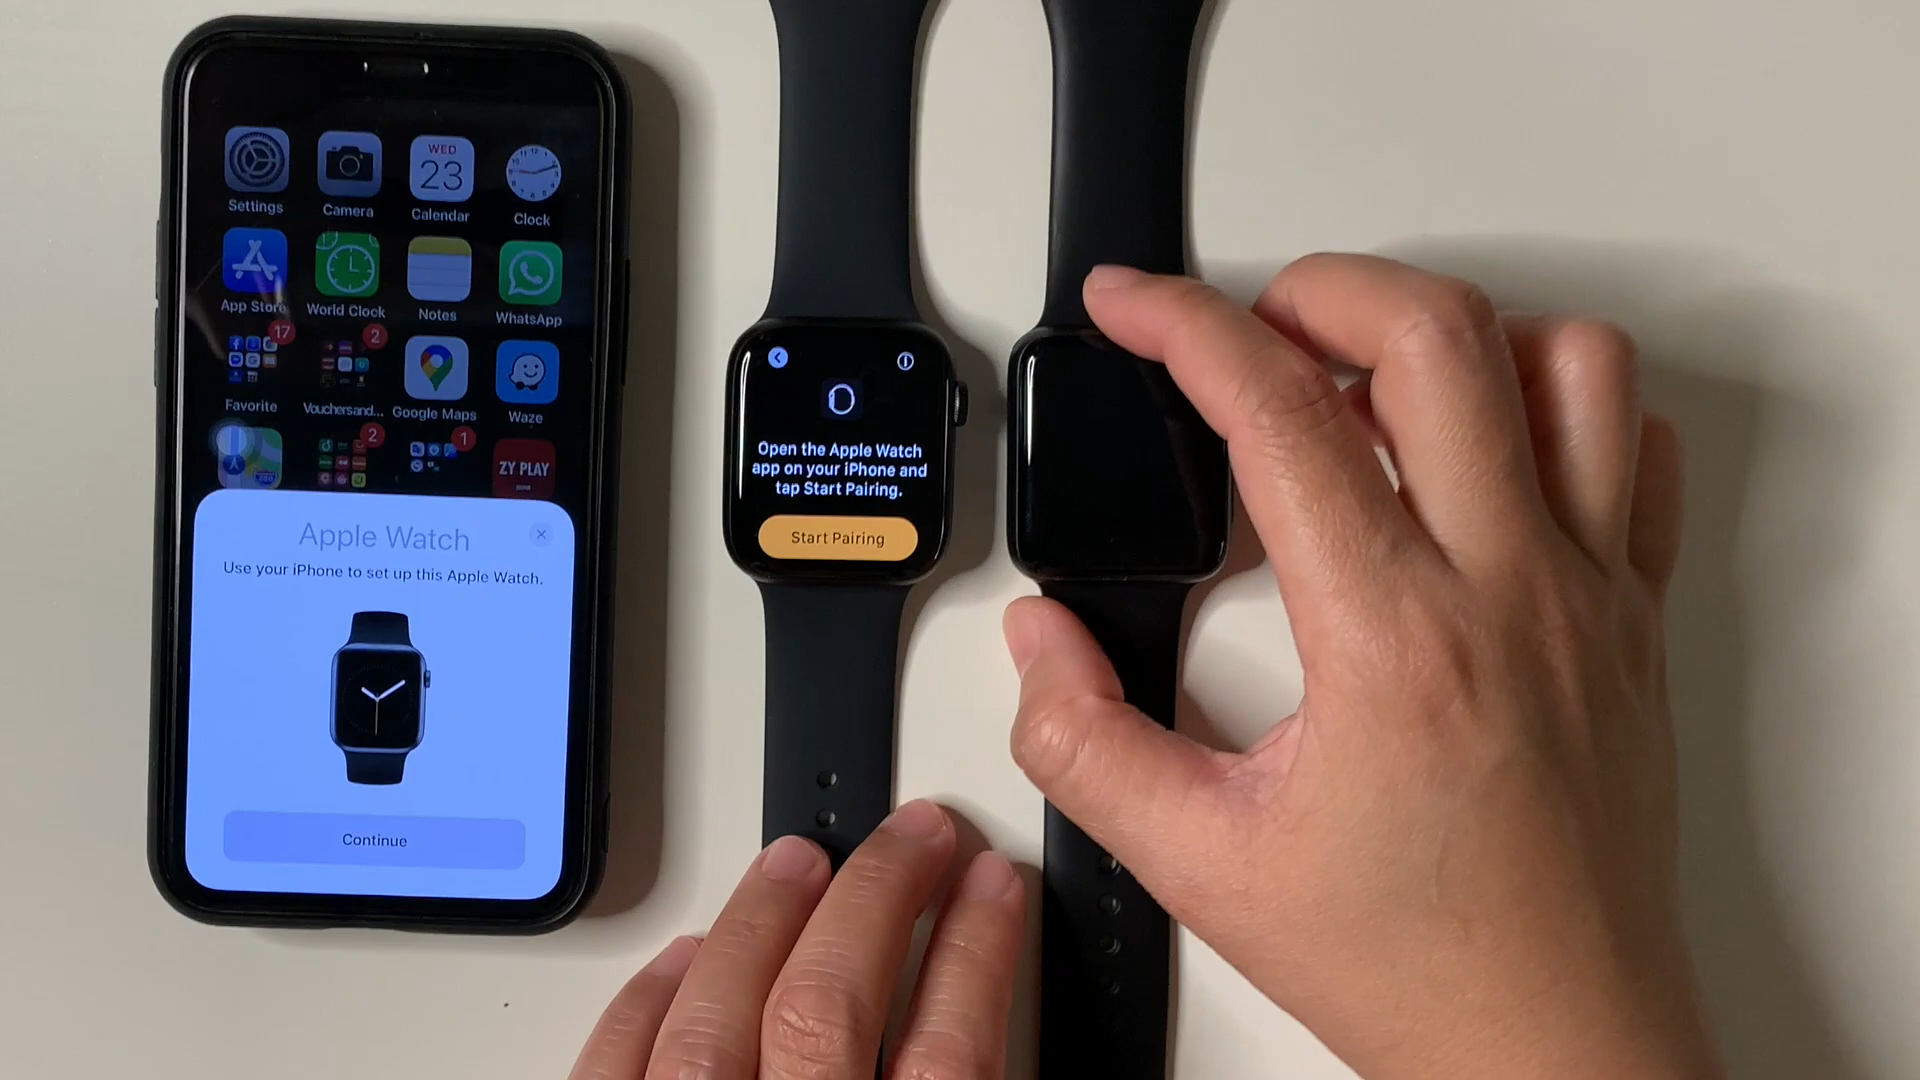 WED
23
Settings
Camera
Calendar
Clock
App Store
World Clock
Notes
WhatsApp
17
2
Favorite
Vouchersand...
Google Maps
Waze
2
1
ZY PLAY
Apple Watch
Use your iPhone to set up this Apple Watch.
Continue
Open the Apple Watch
app on your iPhone and
tap Start Pairing.
Start Pairing